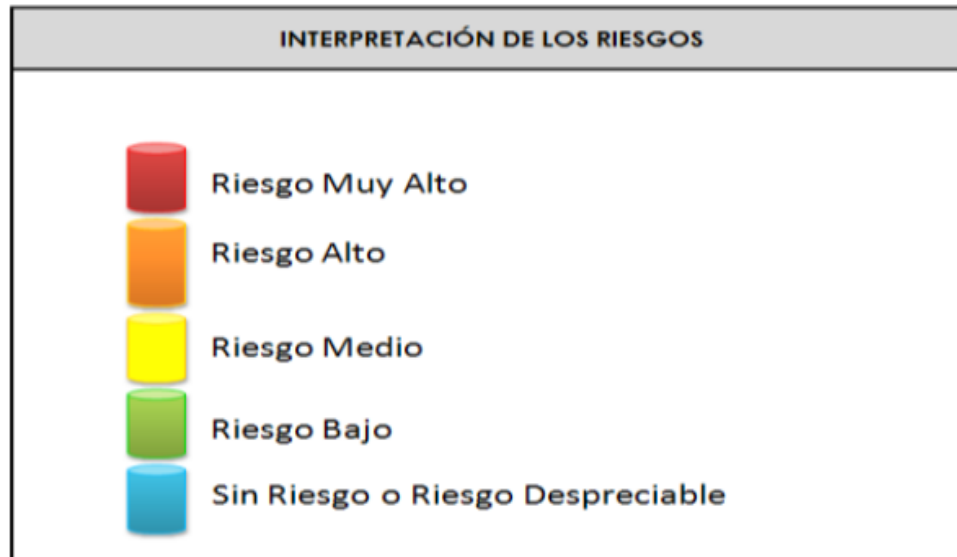 INTERPRETACIÓN DE LOS RIESGOS
Riesgo Muy Alto
Riesgo Alto
Riesgo Medio
Riesgo Bajo
Sin Riesgo o Riesgo Despreciable